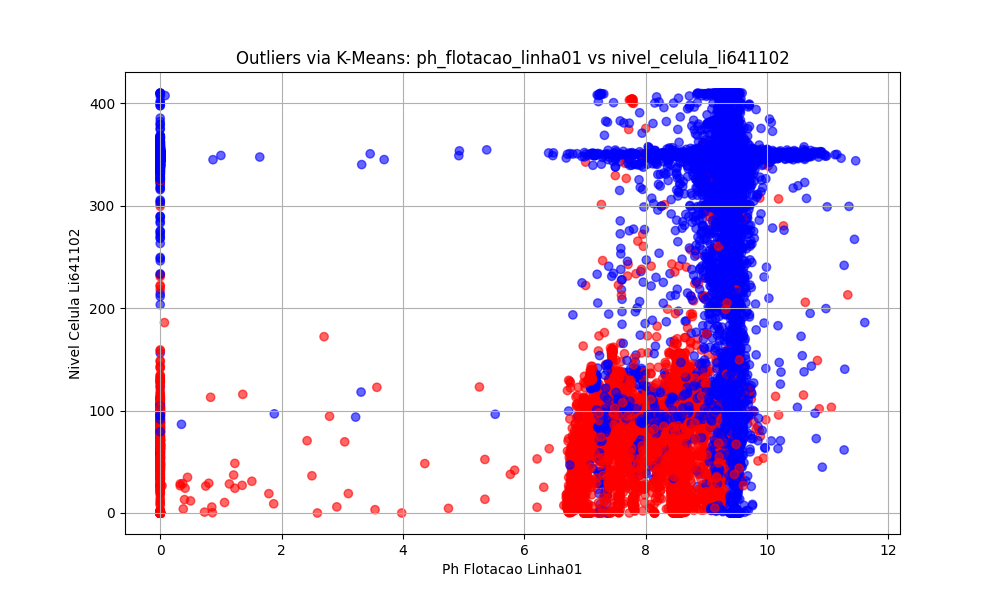 Outliers via K-Means: ph_flotacao_linha01 vs nivel_celula_li641102
400
300
200
100
0
Nivel Celula Li641102
0 2 4 6 8 10 12
Ph Flotacao Linha01